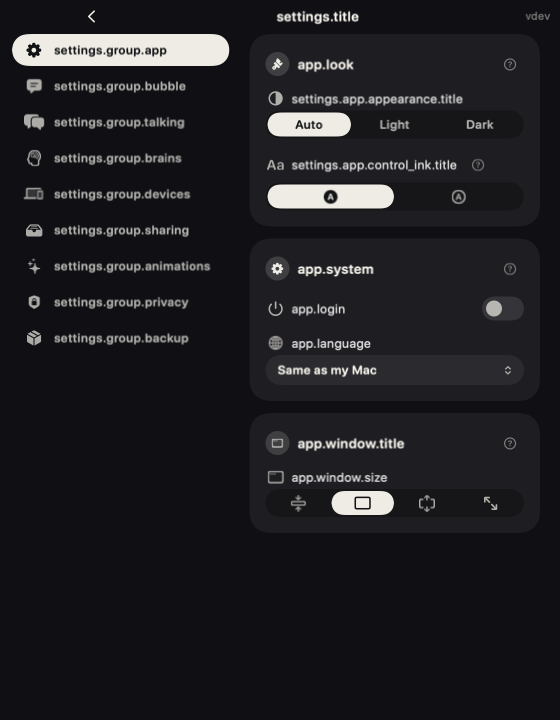 settings.title
vdev
settings.group.app
settings.group.bubble
settings.group.talking
settings.group.brains
settings.group.devices
settings.group.sharing
settings.group.animations
settings.group.privacy
settings.group.backup
app.look
?
settings.app.appearance.title
Auto Light Dark
Aa settings.app.control_ink.title ?
A A
app.system
?
app.login
app.language
Same as my Mac
app.window.title
?
app.window.size